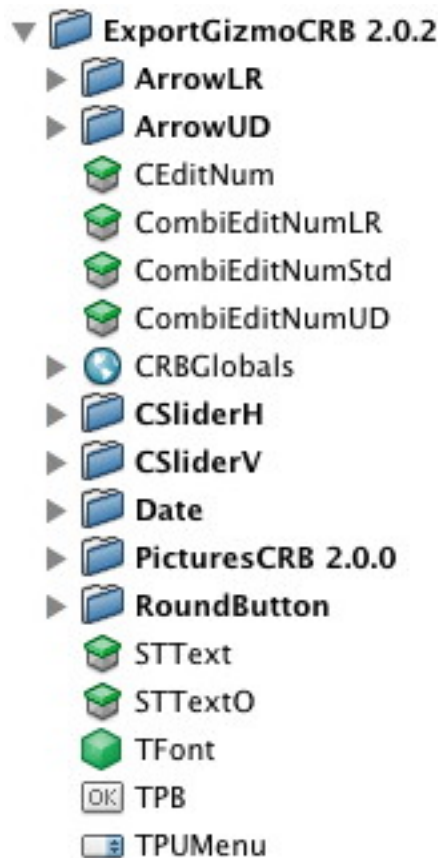 ExportGizmoCRB 2.0.2
ArrowLR
ArrowUD
CEditNum
CombiEditNumLR
CombiEditNumStd
CombiEditNumUD
CRBGlobals
CSliderH
CSliderV
Date
PicturesCRB 2.0.0
RoundButton
STText
STTextO
TFont
OK TPB
TPUMenu